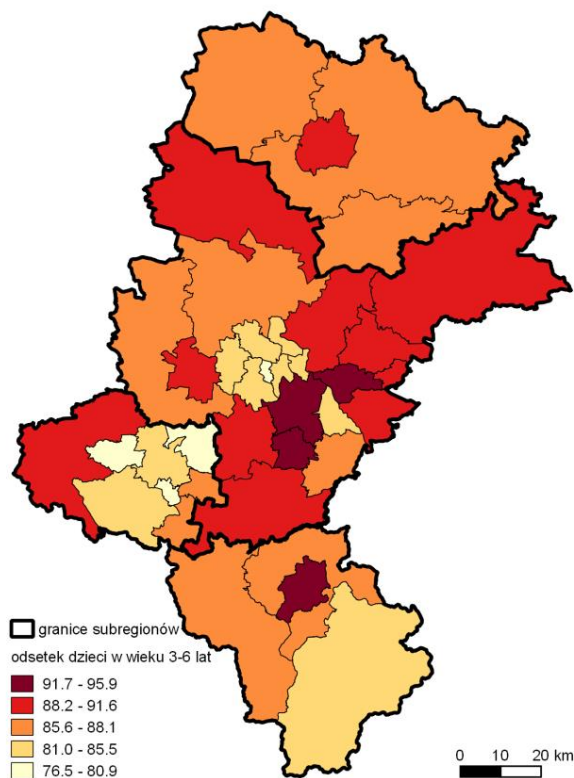 granice subregionów
odsetek dzieci w wieku 3-6 lat
91.7 - 95.9
88.2 - 91.6
85.6 - 88.1
81.0 - 85.5
76.5 - 80.9
0 10 20 km